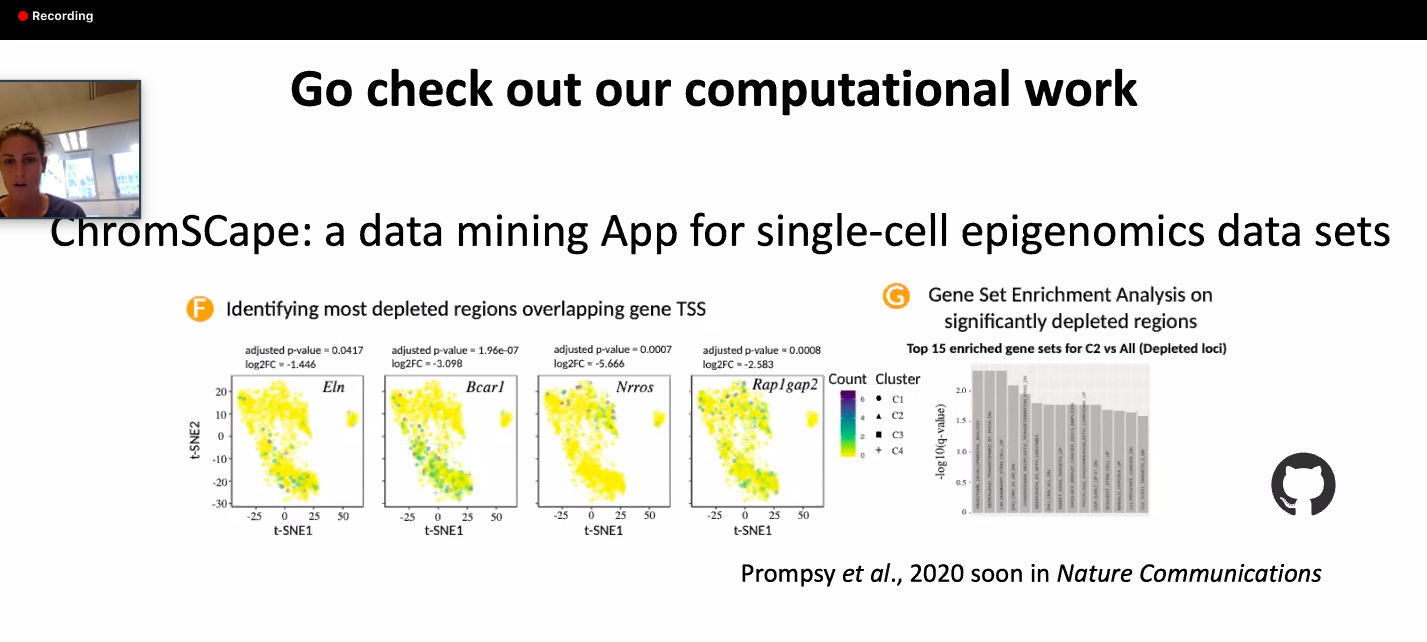 Recording
Go check out our computational work
ChromSCape: a data mining App for single-cell epigenomics data sets
F Identifying most depleted regions overlapping gene TSS
adjusted p-value = 0.0417
log2FC = -1.446
Eln
adjusted p-value = 1.96e-07
log2FC = -3.098
Bcar1
adjusted p-value = 0.0007
log2FC = -5.666
Nrros
adjusted p-value = 0.0008
log2FC = -2.583
Rap1gap2
t-SNE2
20
10
0
-10
-20
-30
-25 0 25 50
t-SNE1
-25 0 25 50
t-SNE1
-25 0 25 50
t-SNE1
-25 0 25 50
t-SNE1
Count
6
4
2
0
Cluster
C1
C2
C3
C4
G Gene Set Enrichment Analysis on
significantly depleted regions
Top 15 enriched gene sets for C2 vs All (Depleted loci)
-log10(q-value)
2.0
1.5
1.0
0.5
0
Prompsy et al., 2020 soon in Nature Communications